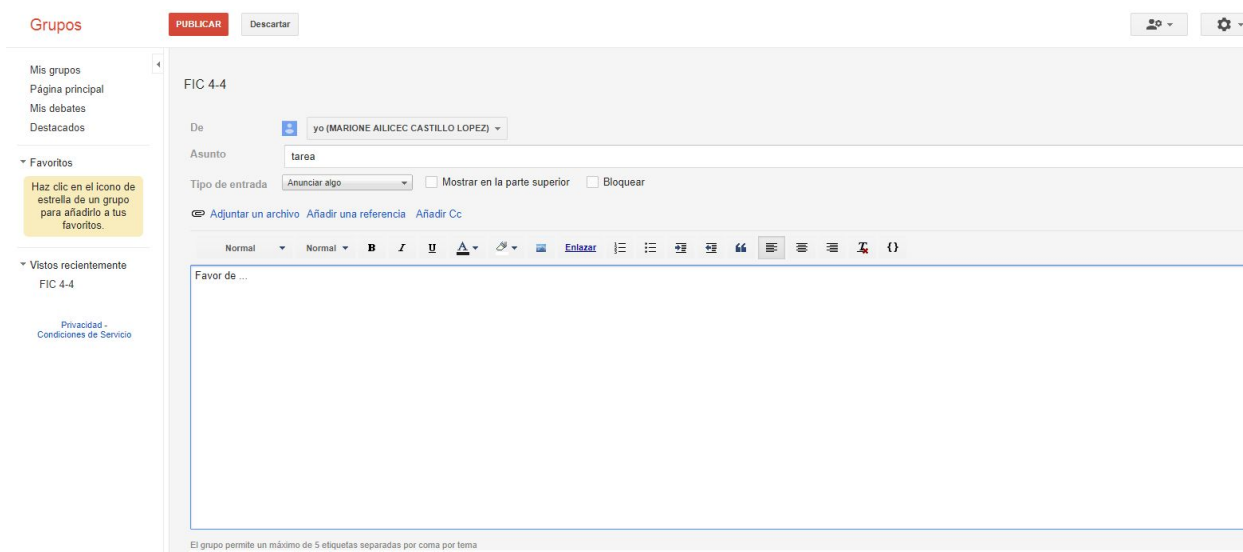 Grupos
PUBLICAR
Descartar
Mis grupos
Página principal
Mis debates
Destacados
Favoritos
Haz clic en el icono de
estrella de un grupo
para añadirlo a tus
favoritos.
Vistos recientemente
FIC 4-4
Privacidad -
Condiciones de Servicio
FIC 4-4
De yo (MARIONE AILICEC CASTILLO LOPEZ)
Asunto tarea
Tipo de entrada Anunciar algo Mostrar en la parte superior Bloquear
Adjuntar un archivo Añadir una referencia Añadir Cc
Normal Normal B I U A Enlazar {}
Favor de ...
El grupo permite un máximo de 5 etiquetas separadas por coma por tema